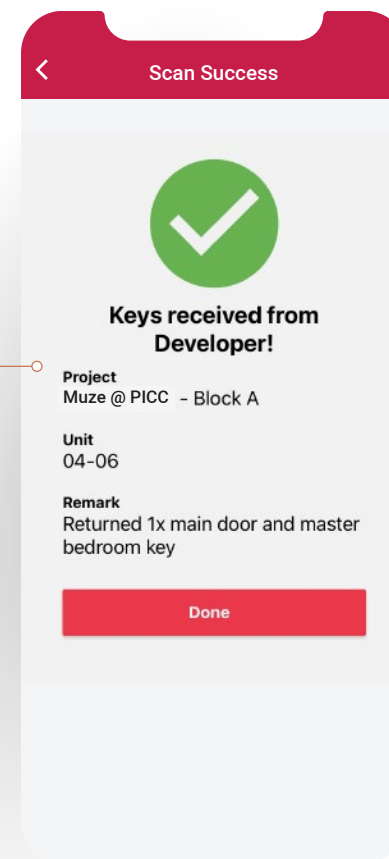 Scan Success
Keys received from
Developer!
Project
Muze @ PICC - Block A
Unit
04-06
Remark
Returned 1x main door and master
bedroom key
Done